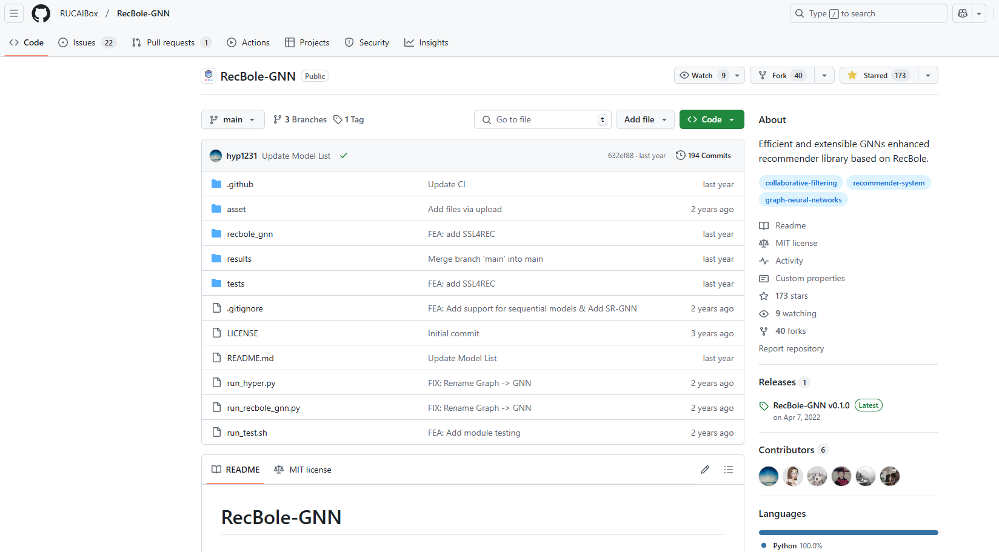 RUCAIBox / RecBole-GNN
Type / to search
Code
Issues 22
Pull requests 1
Actions
Projects
Security
Insights
RecBole-GNN Public
Watch 9
Fork 40
Starred 173
main
3 Branches
1 Tag
Go to file t
Add file
Code
hyp1231 Update Model List 632ef88 · last year 194 Commits
.github Update CI last year
asset Add files via upload 2 years ago
recbole_gnn FEA: add SSL4REC last year
results Merge branch 'main' into main last year
tests FEA: add SSL4REC last year
.gitignore FEA: Add support for sequential models & Add SR-GNN 2 years ago
LICENSE Initial commit 3 years ago
README.md Update Model List last year
run_hyper.py FIX: Rename Graph -> GNN 2 years ago
run_recbole_gnn.py FIX: Rename Graph -> GNN 2 years ago
run_test.sh FEA: Add module testing 2 years ago
README MIT license
RecBole-GNN
About
Efficient and extensible GNNs enhanced
recommender library based on RecBole.
collaborative-filtering recommender-system
graph-neural-networks
Readme
MIT license
Activity
Custom properties
173 stars
9 watching
40 forks
Report repository
Releases 1
RecBole-GNN v0.1.0 Latest
on Apr 7, 2022
Contributors 6
Languages
Python 100.0%